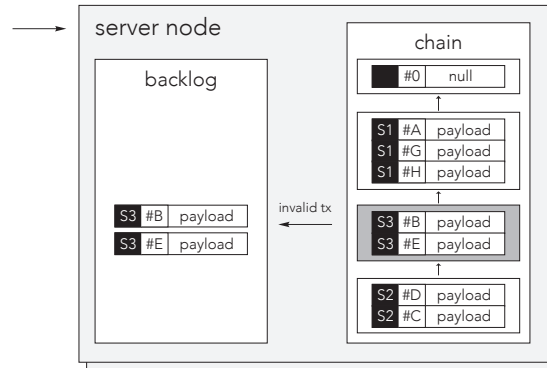 server node
backlog
S3 #B payload
S3 #E payload
invalid tx
chain
#0 null
S1 #A payload
S1 #G payload
S1 #H payload
S3 #B payload
S3 #E payload
S2 #D payload
S2 #C payload